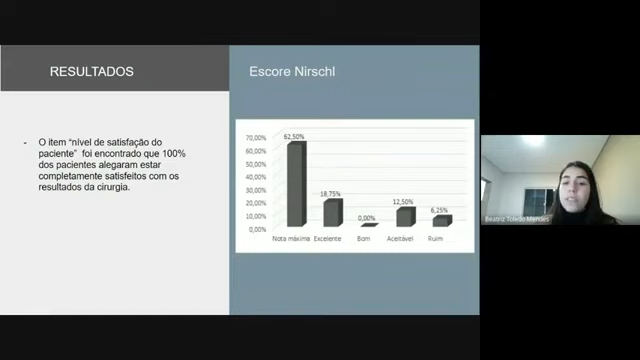 RESULTADOS
- O item “nível de satisfação do
paciente” foi encontrado que 100%
dos pacientes alegaram estar
completamente satisfeitos com os
resultados da cirurgia.
Escore Nirschl
70,00%
60,00%
50,00%
40,00%
30,00%
20,00%
10,00%
0,00%
62,50%
18,75%
0,00%
12,50%
6,25%
Nota máxima Excelente Bom Aceitável Ruim
Beatriz Toledo Mendes